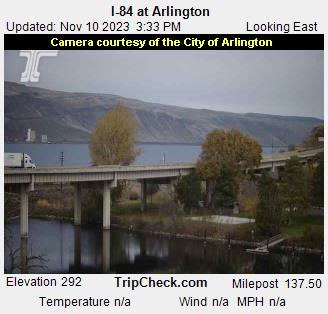 I-84 at Arlington
Updated: Nov 10 2023 3:33 PM Looking East
Camera courtesy of the City of Arlington
Elevation 292 TripCheck.com Milepost 137.50
Temperature n/a Wind n/a MPH n/a